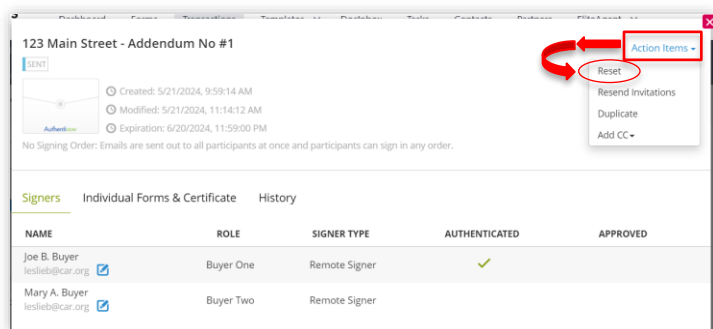 Dashboard Forms Transactions Templates Docubox Tasks Contacts Partners EliteAgent
123 Main Street - Addendum No #1
Action Items
SENT
Reset
Resend Invitations
Duplicate
Add CC
Created: 5/21/2024, 9:59:14 AM
Modified: 5/21/2024, 11:14:12 AM
Expiration: 6/20/2024, 11:59:00 PM
Authentisign
No Signing Order: Emails are sent out to all participants at once and participants can sign in any order.
Signers Individual Forms & Certificate History
NAME ROLE SIGNER TYPE AUTHENTICATED APPROVED
Joe B. Buyer
leslieb@car.org
Buyer One Remote Signer
Mary A. Buyer
leslieb@car.org
Buyer Two Remote Signer